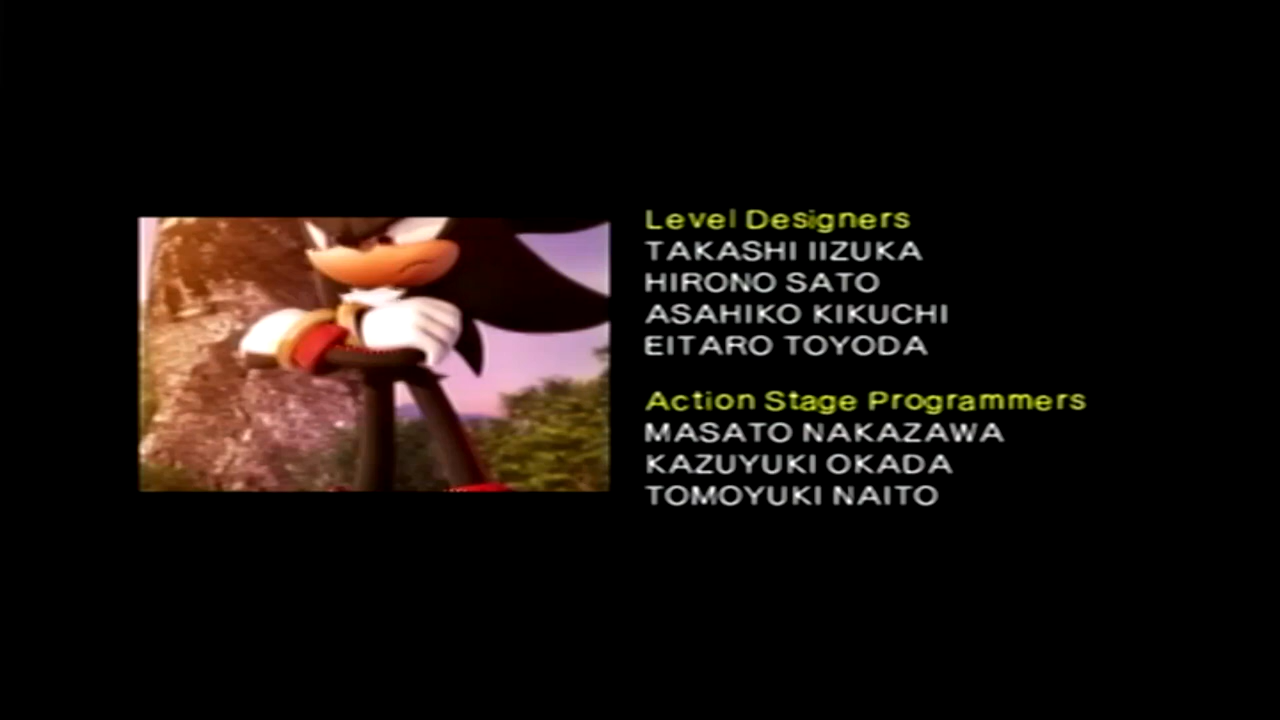 Level Designers
TAKASHI IIZUKA
HIRONO SATO
ASAHIKO KIKUCHI
EITARO TOYODA
Action Stage Programmers
MASATO NAKAZAWA
KAZUYUKI OKADA
TOMOYUKI NAITO